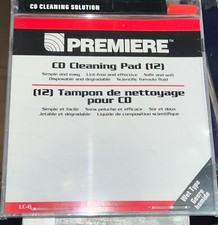 CD CLEANING SOLUTION
PREMIERE
CD Cleaning Pad (12)
Simple and easy Lint-free and effective Safe and soft
Disposable and degradable Scientific formula fluid
(12) Tampon de nettoyage
pour CD
Simple et facile Sans peluche et efficace Sûr et doux
Jetable et dégradable Liquide de composition scientifique
Wet Type